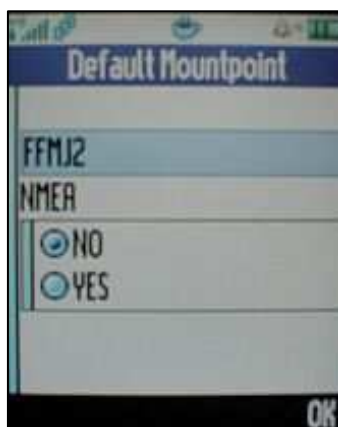 Default Mountpoint
FFMJ2
NMEA
NO
YES
OK